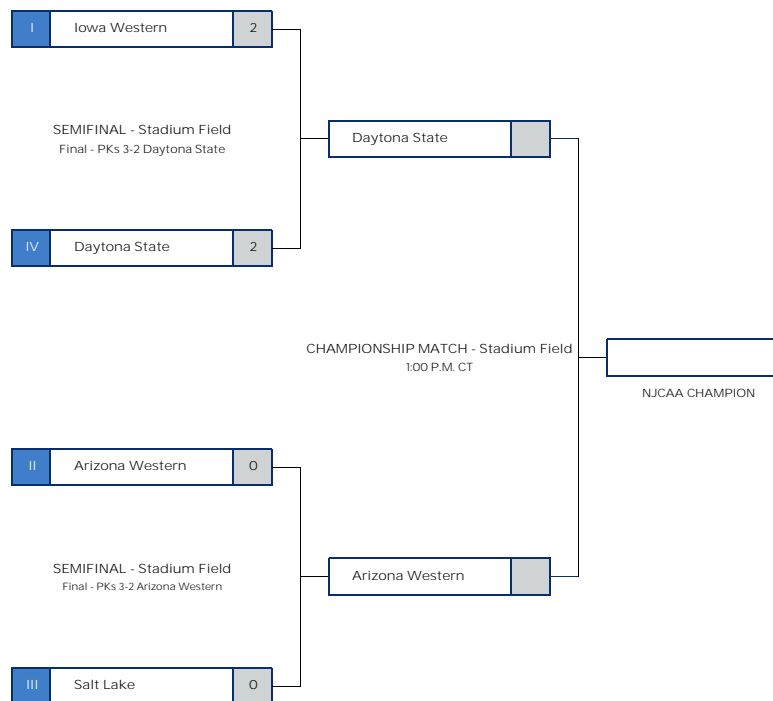 I Iowa Western 2
SEMIFINAL - Stadium Field
Final - PKs 3-2 Daytona State
Daytona State
IV Daytona State 2
CHAMPIONSHIP MATCH - Stadium Field
1:00 P.M. CT
NJCAA CHAMPION
II Arizona Western 0
SEMIFINAL - Stadium Field
Final - PKs 3-2 Arizona Western
Arizona Western
III Salt Lake 0